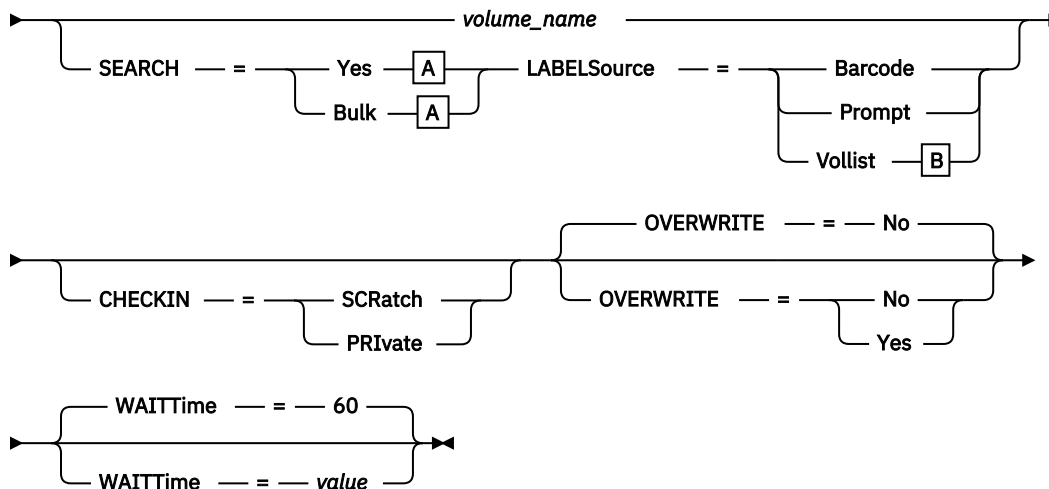 volume_name
SEARCH = Yes A LABELSource = Barcode
Bulk A Prompt
Vollist B
OVERWRITE = No
CHECKIN = SCRatch OVERWRITE = No
PRIvate Yes
WAITTime = 60
WAITTime = value